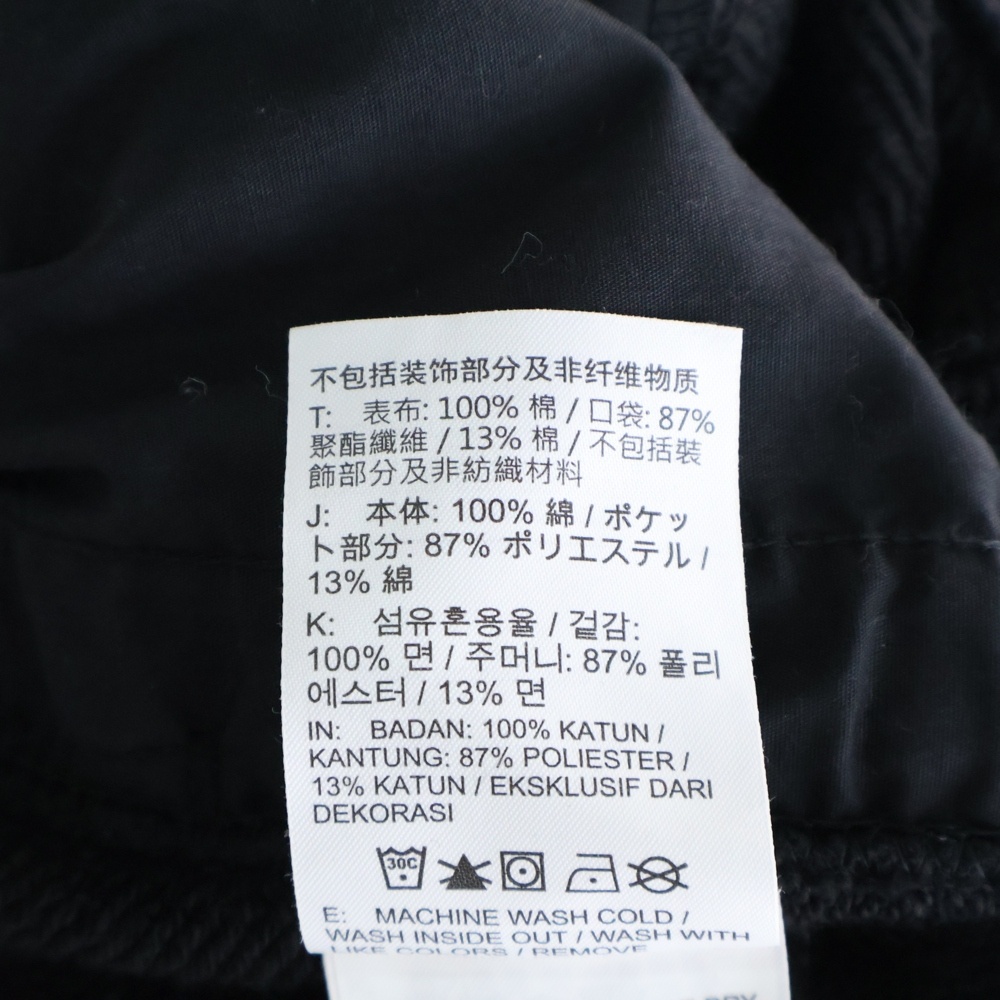 不包括装饰部分及非纤维物质
T: 表布: 100% 棉 / 口袋: 87%
聚酯纖維 / 13% 棉 / 不包括裝
飾部分及非紡織材料
J: 本体: 100% 綿 / ポケッ
ト部分: 87% ポリエステル /
13% 綿
K: 섬유혼용율 / 겉감:
100% 면 / 주머니: 87% 폴리
에스터 / 13% 면
IN: BADAN: 100% KATUN /
KANTUNG: 87% POLIESTER /
13% KATUN / EKSKLUSIF DARI
DEKORASI
30C
E: MACHINE WASH COLD /
WASH INSIDE OUT / WASH WITH
LIKE COLORS / REMOVE